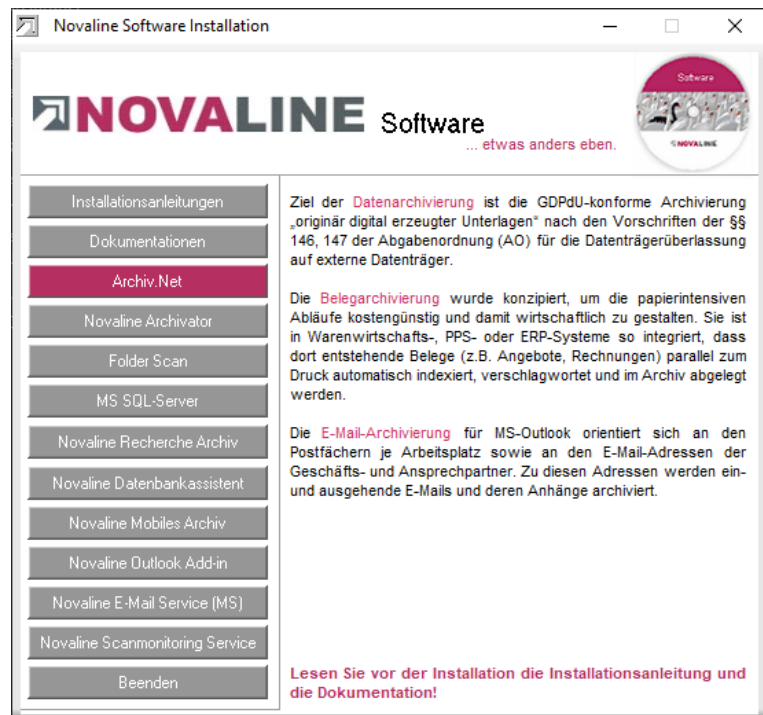 Novaline Software Installation
NOVALINE Software
... etwas anders eben.
Software
NOVALINE
Installationsanleitungen
Dokumentationen
Archiv.Net
Novaline Archivator
Folder Scan
MS SQL-Server
Novaline Recherche Archiv
Novaline Datenbankassistent
Novaline Mobiles Archiv
Novaline Outlook Add-in
Novaline E-Mail Service (MS)
Novaline Scanmonitoring Service
Beenden
Ziel der Datenarchivierung ist die GDPdU-konforme Archivierung
„originär digital erzeugter Unterlagen“ nach den Vorschriften der §§
146, 147 der Abgabenordnung (AO) für die Datenträgerüberlassung
auf externe Datenträger.
Die Belegarchivierung wurde konzipiert, um die papierintensiven
Abläufe kostengünstig und damit wirtschaftlich zu gestalten. Sie ist
in Warenwirtschafts-, PPS- oder ERP-Systeme so integriert, dass
dort entstehende Belege (z.B. Angebote, Rechnungen) parallel zum
Druck automatisch indexiert, verschlagwortet und im Archiv abgelegt
werden.
Die E-Mail-Archivierung für MS-Outlook orientiert sich an den
Postfächern je Arbeitsplatz sowie an den E-Mail-Adressen der
Geschäfts- und Ansprechpartner. Zu diesen Adressen werden ein-
und ausgehende E-Mails und deren Anhänge archiviert.
Lesen Sie vor der Installation die Installationsanleitung und
die Dokumentation!